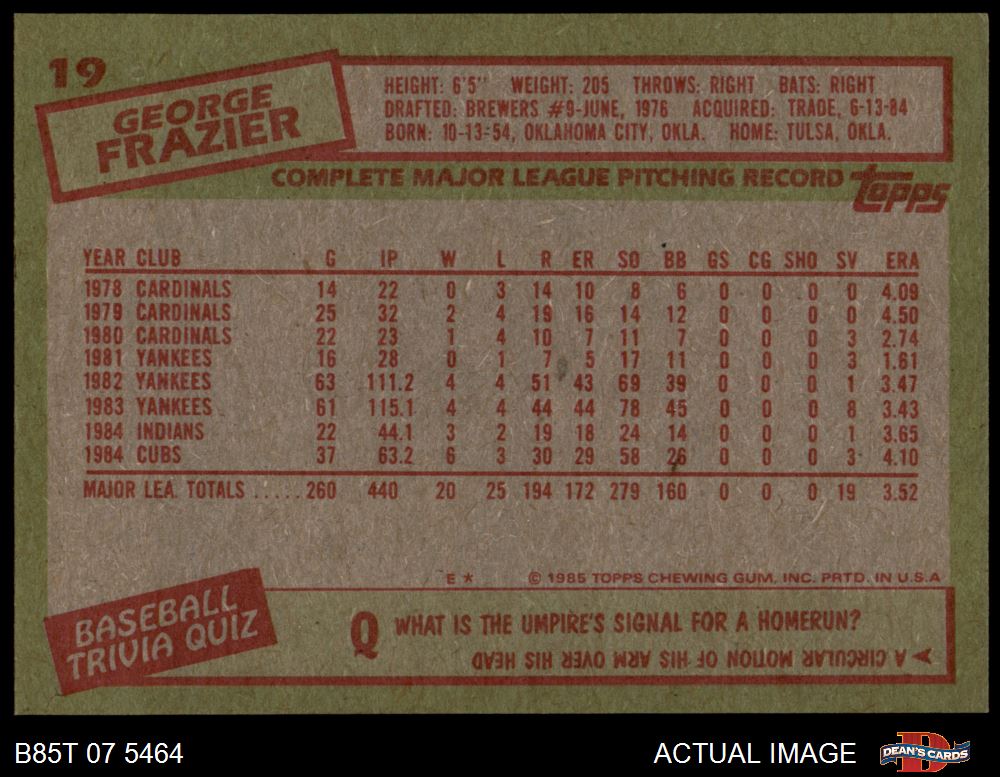 19
GEORGE
FRAZIER
HEIGHT: 6'5" WEIGHT: 205 THROWS: RIGHT BATS: RIGHT
DRAFTED: BREWERS #9-JUNE, 1976 ACQUIRED: TRADE, 6-13-84
BORN: 10-13-54, OKLAHOMA CITY, OKLA. HOME: TULSA, OKLA.
COMPLETE MAJOR LEAGUE PITCHING RECORD topps
YEAR CLUB G IP W L R ER SO BB GS CG SHO SV ERA
1978 CARDINALS 14 22 0 3 14 10 8 6 0 0 0 0 4.09
1979 CARDINALS 25 32 2 4 19 16 14 12 0 0 0 0 4.50
1980 CARDINALS 22 23 1 4 10 7 11 7 0 0 0 3 2.74
1981 YANKEES 16 28 0 1 7 5 17 11 0 0 0 3 1.61
1982 YANKEES 63 111.2 4 4 51 43 69 39 0 0 0 1 3.47
1983 YANKEES 61 115.1 4 4 44 44 78 45 0 0 0 8 3.43
1984 INDIANS 22 44.1 3 2 19 18 24 14 0 0 0 1 3.65
1984 CUBS 37 63.2 6 3 30 29 58 26 0 0 0 3 4.10
MAJOR LEA. TOTALS ..... 260 440 20 25 194 172 279 160 0 0 0 19 3.52
E * © 1985 TOPPS CHEWING GUM, INC. PRTD. IN U.S.A
BASEBALL
TRIVIA QUIZ
Q WHAT IS THE UMPIRE'S SIGNAL FOR A HOMERUN?
A CIRCULAR MOTION OF HIS ARM OVER HIS HEAD
B85T 07 5464 ACTUAL IMAGE D DEAN'S CARDS